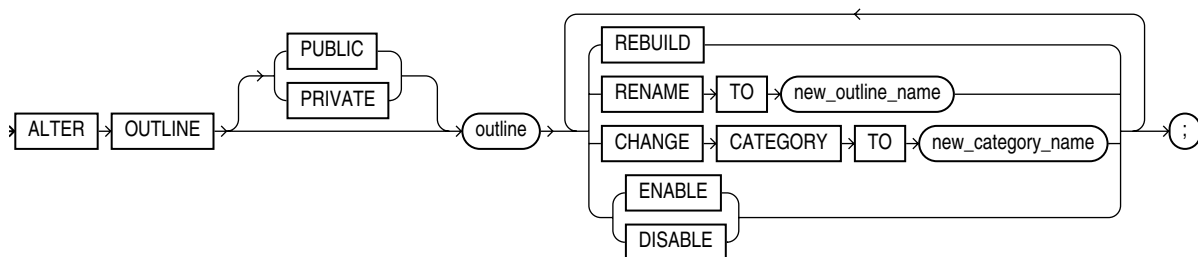 PUBLIC
PRIVATE
ALTER OUTLINE outline
REBUILD
RENAME TO new_outline_name
CHANGE CATEGORY TO new_category_name
ENABLE
DISABLE
;